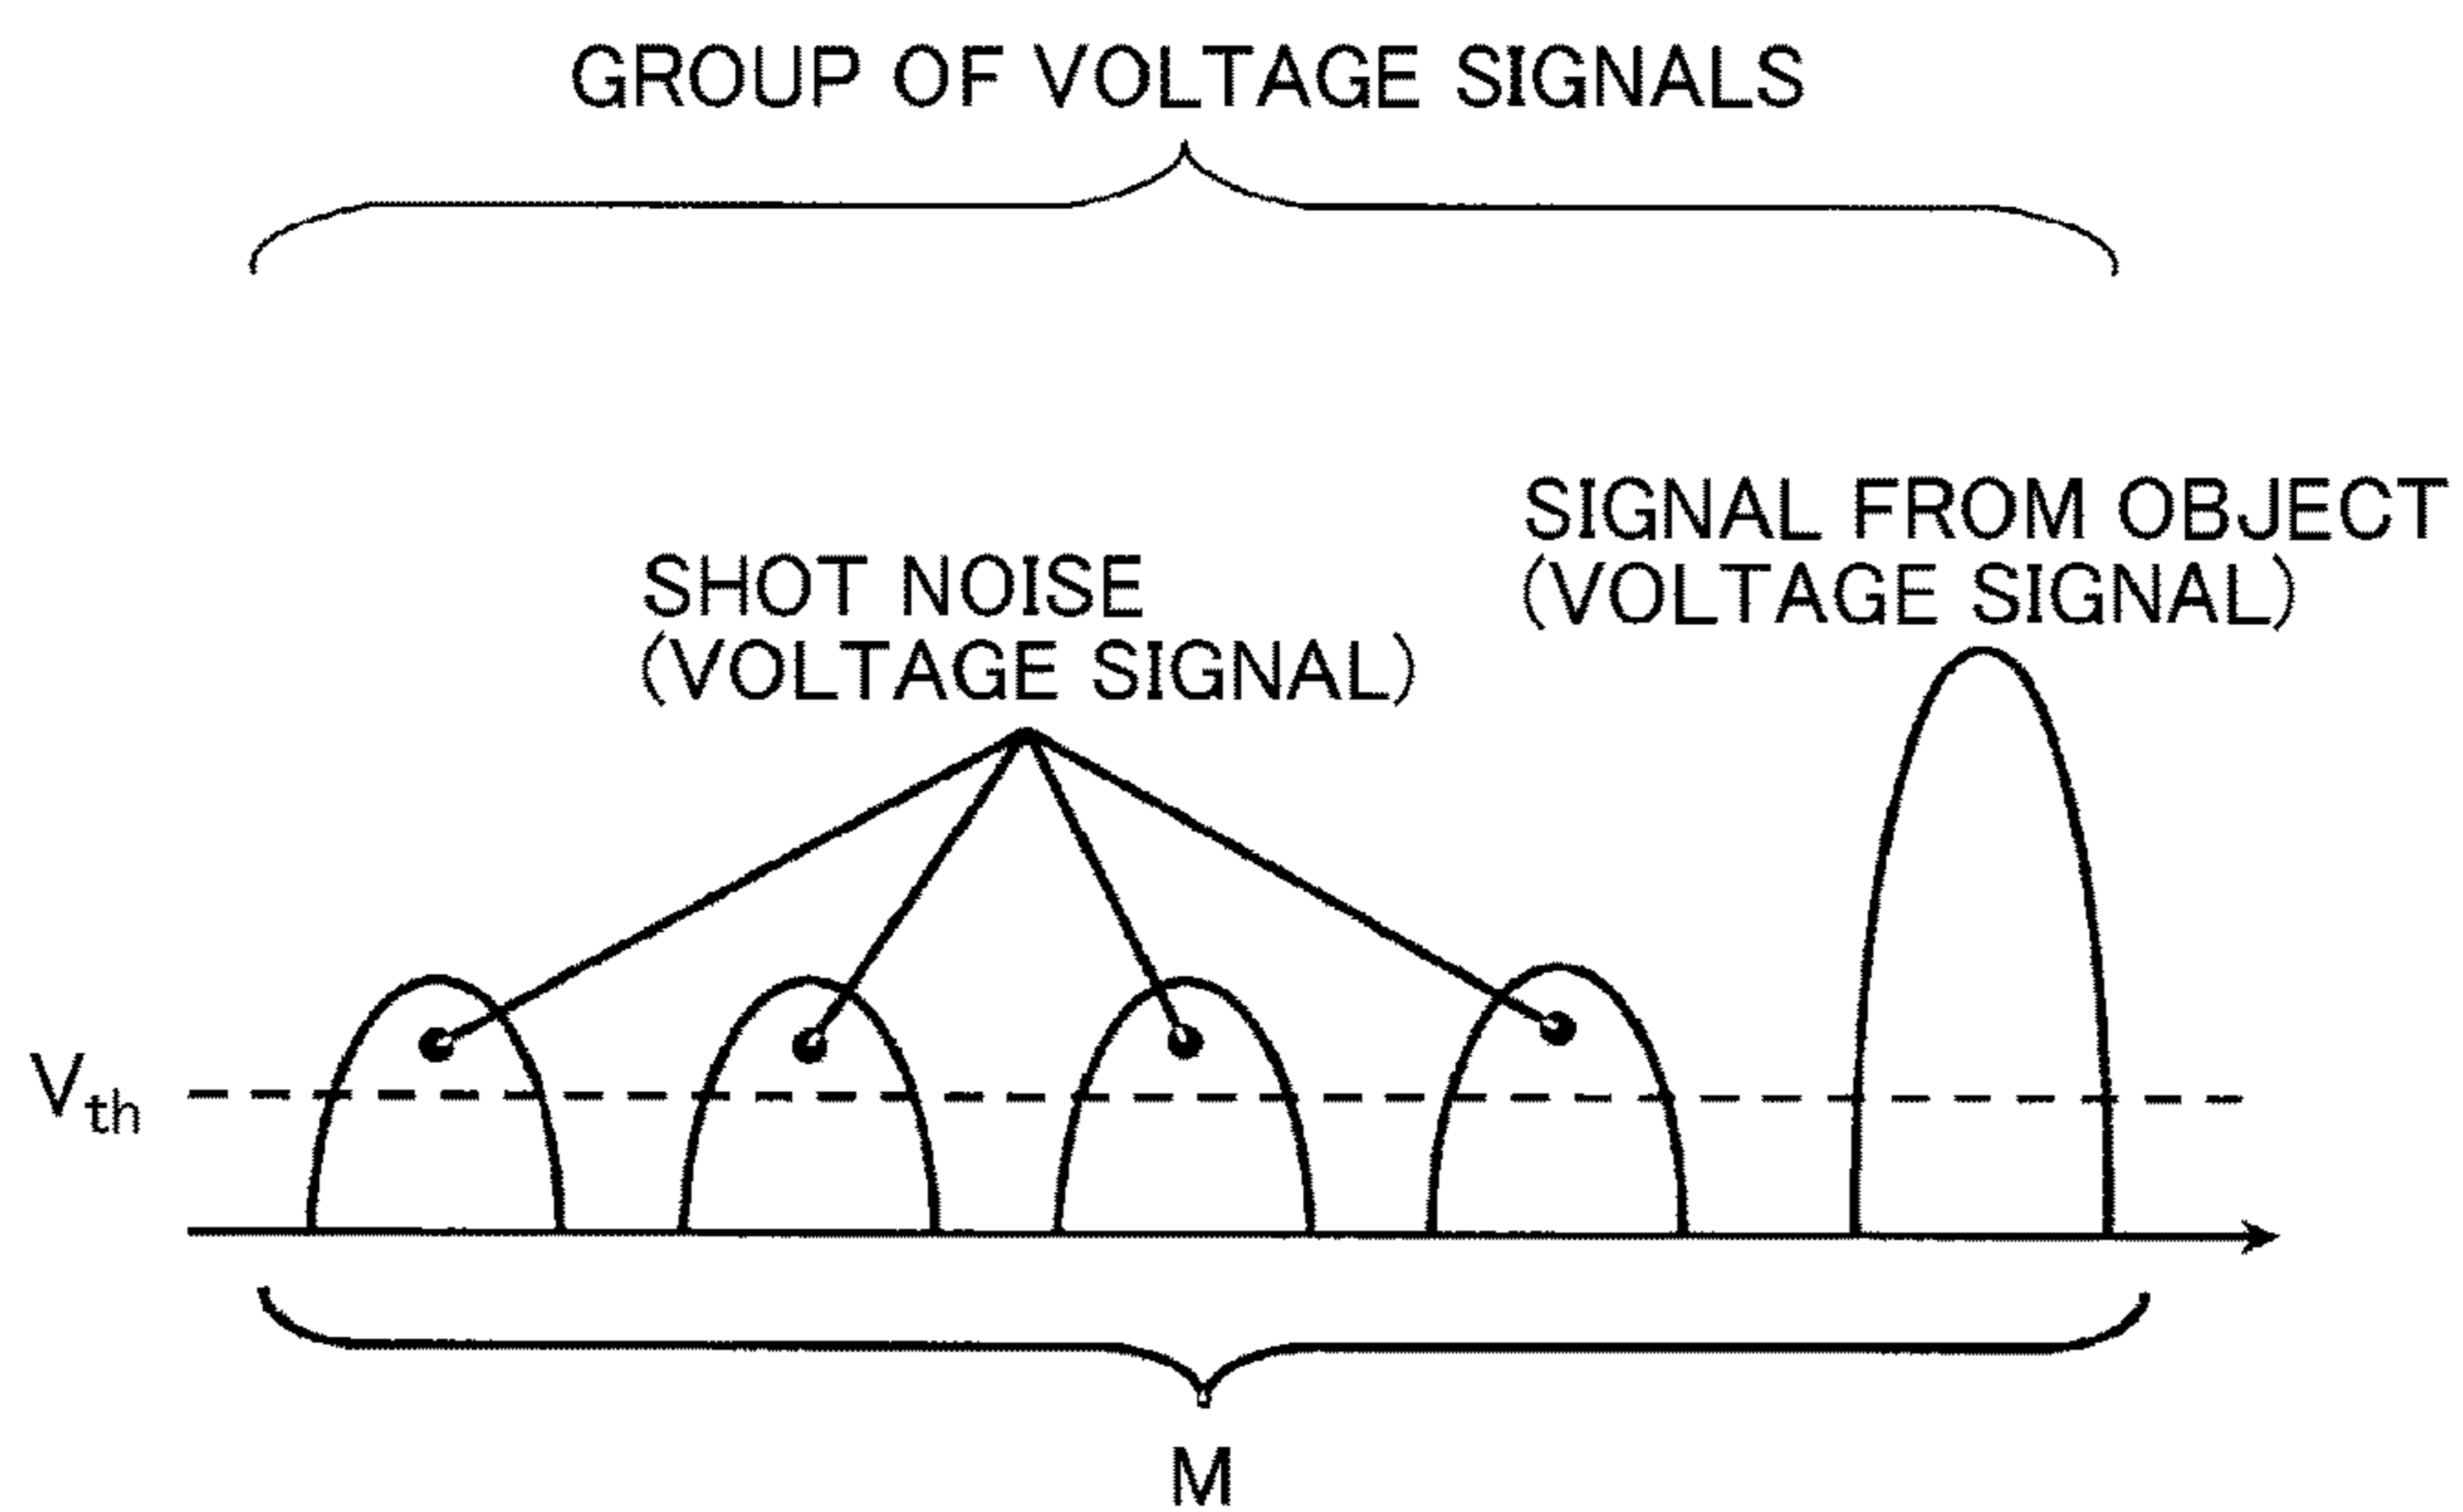 GROUP OF VOLTAGE SIGNALS
SIGNAL FROM OBJECT
(VOLTAGE SIGNAL)
SHOT NOISE
(VOLTAGE SIGNAL)
Vth
M